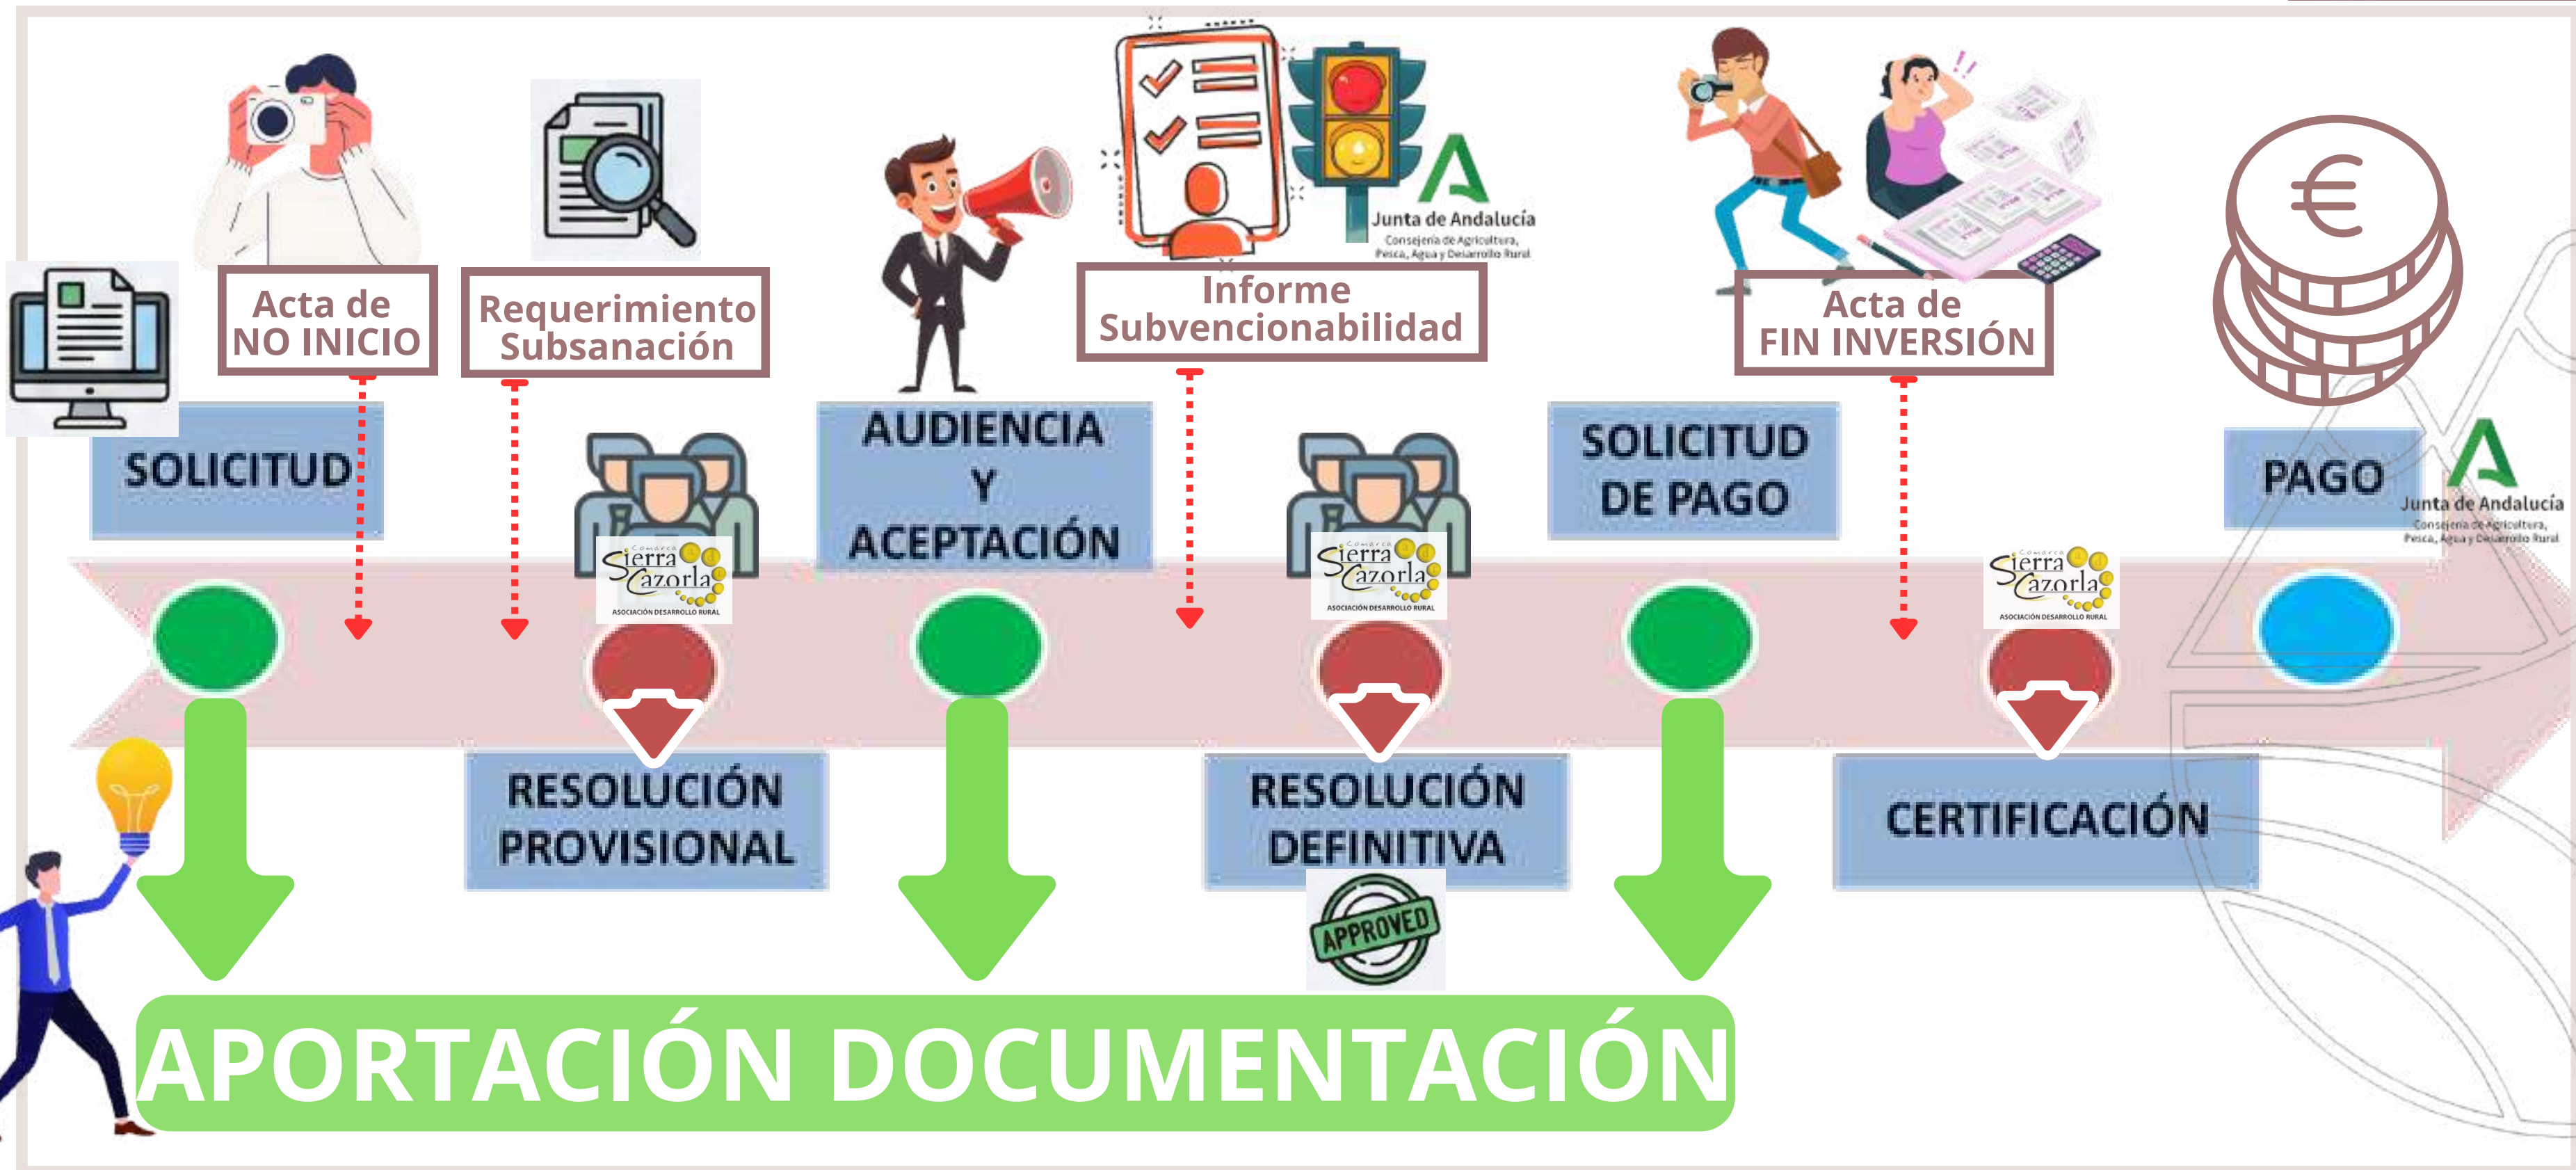 Acta de
NO INICIO
Requerimiento
Subsanación
Informe
Subvencionabilidad
Junta de Andalucía
Consejería de Agricultura,
Pesca, Agua y Desarrollo Rural
Acta de
FIN INVERSIÓN
SOLICITUD
AUDIENCIA
Y
ACEPTACIÓN
SOLICITUD
DE PAGO
PAGO
Junta de Andalucía
Consejería de Agricultura,
Pesca, Agua y Desarrollo Rural
Comarca
Sierra
Cazorla
ASOCIACIÓN DESARROLLO RURAL
Comarca
Sierra
Cazorla
ASOCIACIÓN DESARROLLO RURAL
Comarca
Sierra
Cazorla
ASOCIACIÓN DESARROLLO RURAL
RESOLUCIÓN
PROVISIONAL
RESOLUCIÓN
DEFINITIVA
CERTIFICACIÓN
APPROVED
APORTACIÓN DOCUMENTACIÓN